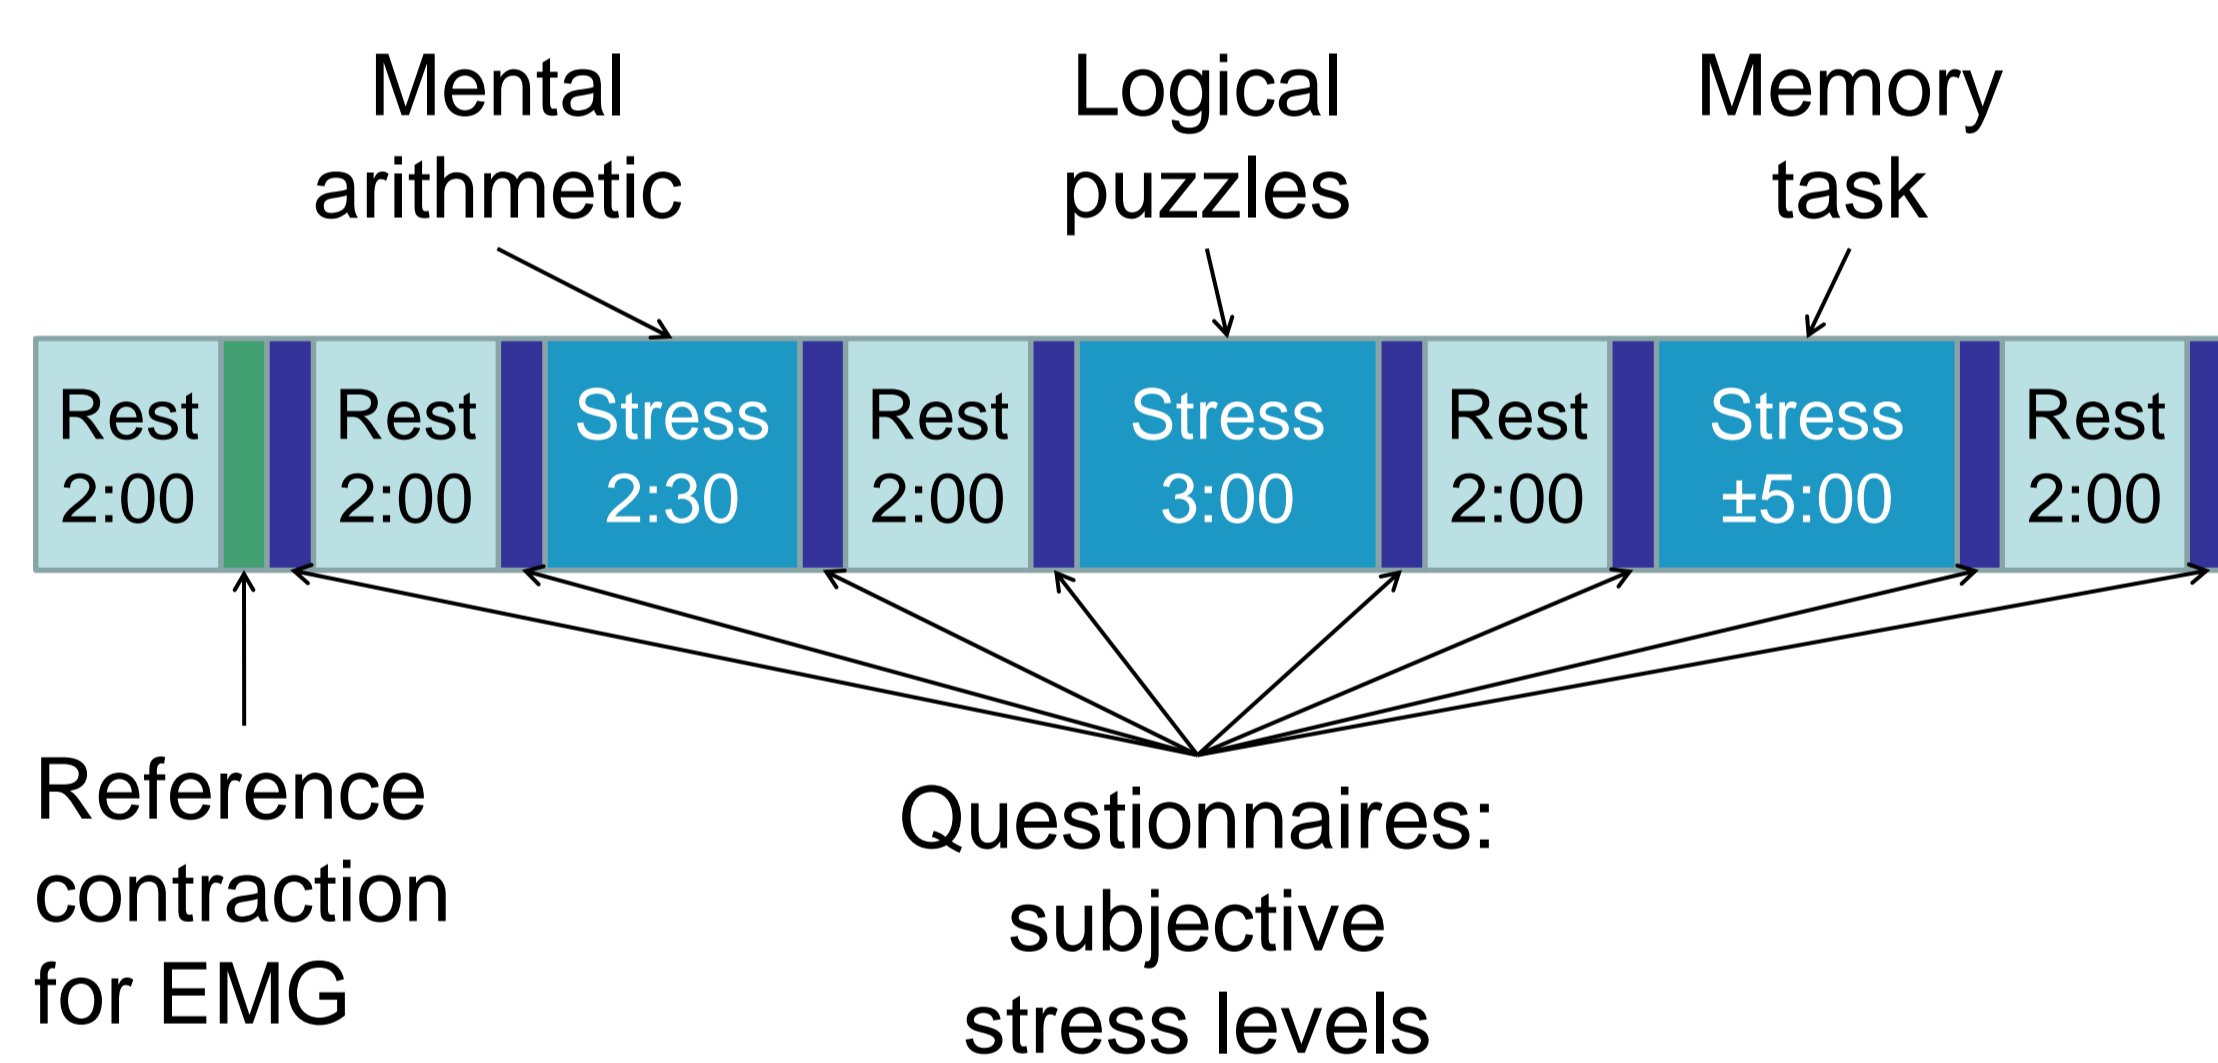 Mental
arithmetic
Logical
puzzles
Memory
task
Rest
2:00
Rest
2:00
Stress
2:30
Rest
2:00
Stress
3:00
Rest
2:00
Stress
±5:00
Rest
2:00
Reference
contraction
for EMG
Questionnaires:
subjective
stress levels